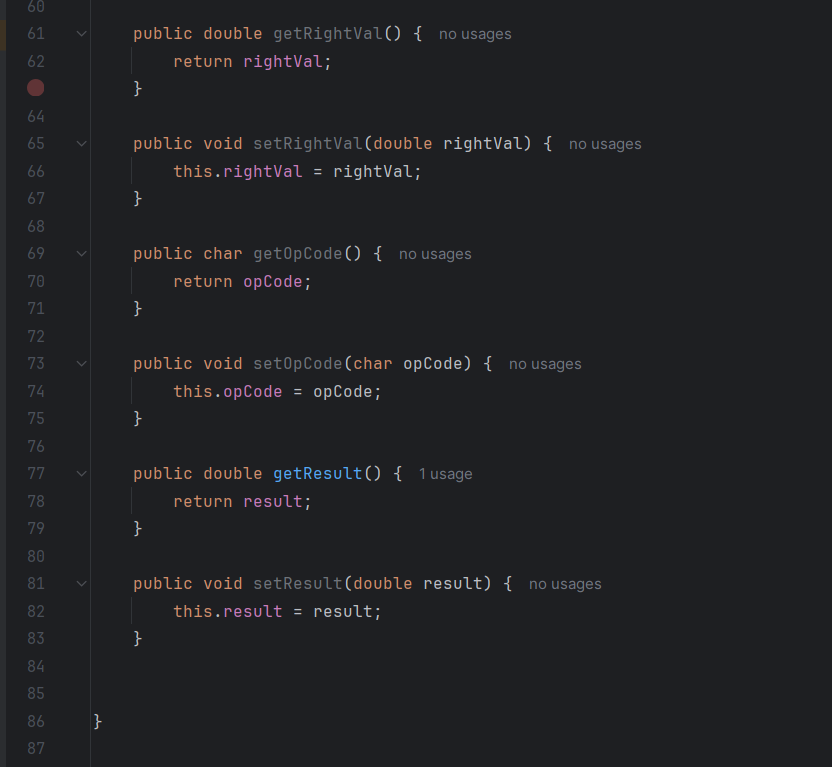 60
61 public double getRightVal() { no usages
62 return rightVal;
}
64
65 public void setRightVal(double rightVal) { no usages
66 this.rightVal = rightVal;
67 }
68
69 public char getOpCode() { no usages
70 return opCode;
71 }
72
73 public void setOpCode(char opCode) { no usages
74 this.opCode = opCode;
75 }
76
77 public double getResult() { 1 usage
78 return result;
79 }
80
81 public void setResult(double result) { no usages
82 this.result = result;
83 }
84
85
86 }
87